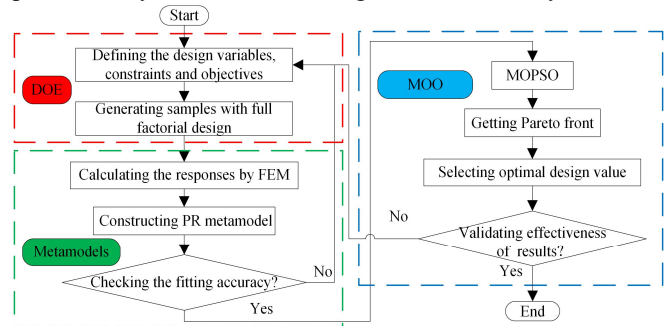 Start
Defining the design variables,
constraints and objectives
DOE
Generating samples with full
factorial design
Calculating the responses by FEM
Constructing PR metamodel
Metamodels
Checking the fitting accuracy?
No
Yes
MOPSO
MOO
Getting Pareto front
Selecting optimal design value
No
Validating effectiveness
of results?
Yes
End